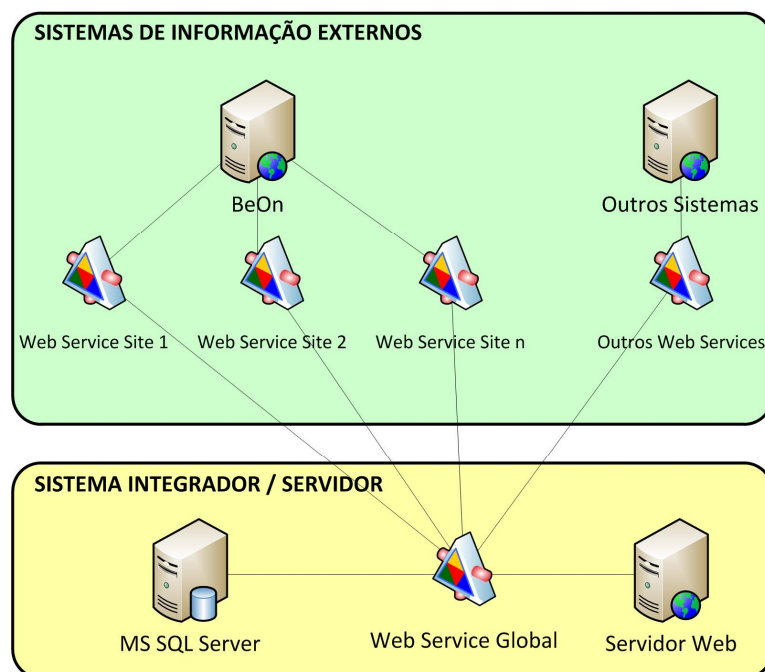 SISTEMAS DE INFORMAÇÃO EXTERNOS
BeOn
Outros Sistemas
Web Service Site 1
Web Service Site 2
Web Service Site n
Outros Web Services
SISTEMA INTEGRADOR / SERVIDOR
MS SQL Server
Web Service Global
Servidor Web